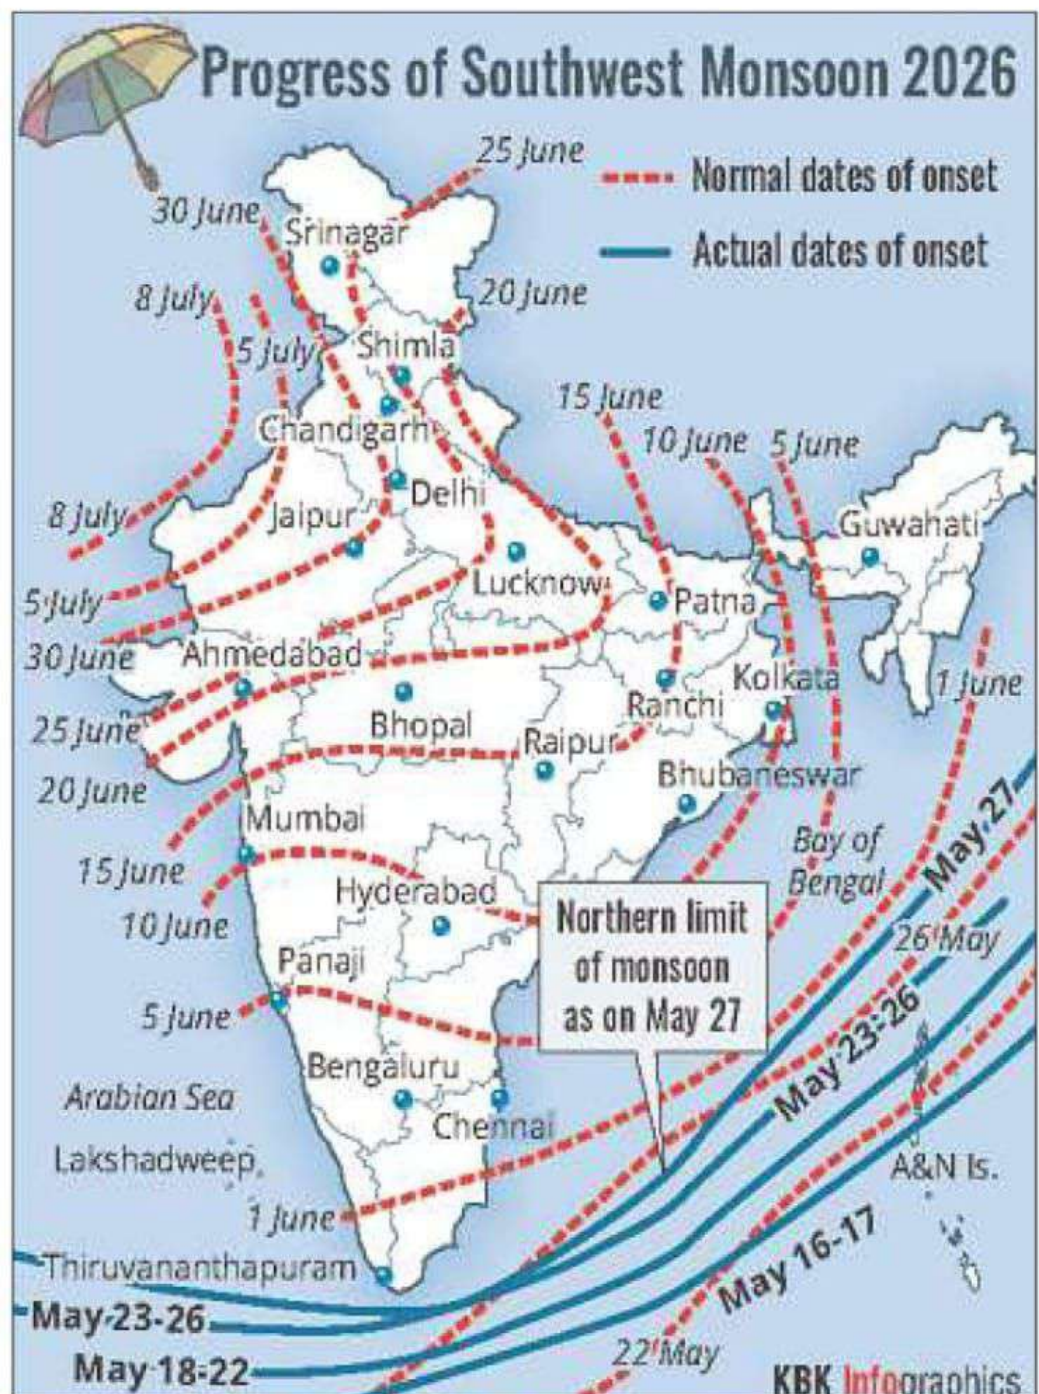 Progress of Southwest Monsoon 2026
25 June
Normal dates of onset
30 June
Srinagar
Actual dates of onset
8 July
20 June
5 July
Shimla
15 June
Chandigarh
10 June
5 June
8 July
Jaipur
Delhi
Guwahati
5 July
Lucknow
Patna
30 June
Ahmedabad
Kolkata
1 June
25 June
Bhopal
Ranchi
Raipur
20 June
Bhubaneswar
Mumbai
May 27
15 June
Bay of
Bengal
Hyderabad
10 June
Northern limit
of monsoon
as on May 27
26 May
Panaji
5 June
May 23-26
Bengaluru
Arabian Sea
Chennai
Lakshadweep
A&N Is.
1 June
Thiruvananthapuram
May 16-17
May 23-26
22 May
May 18-22
KBK Infographics